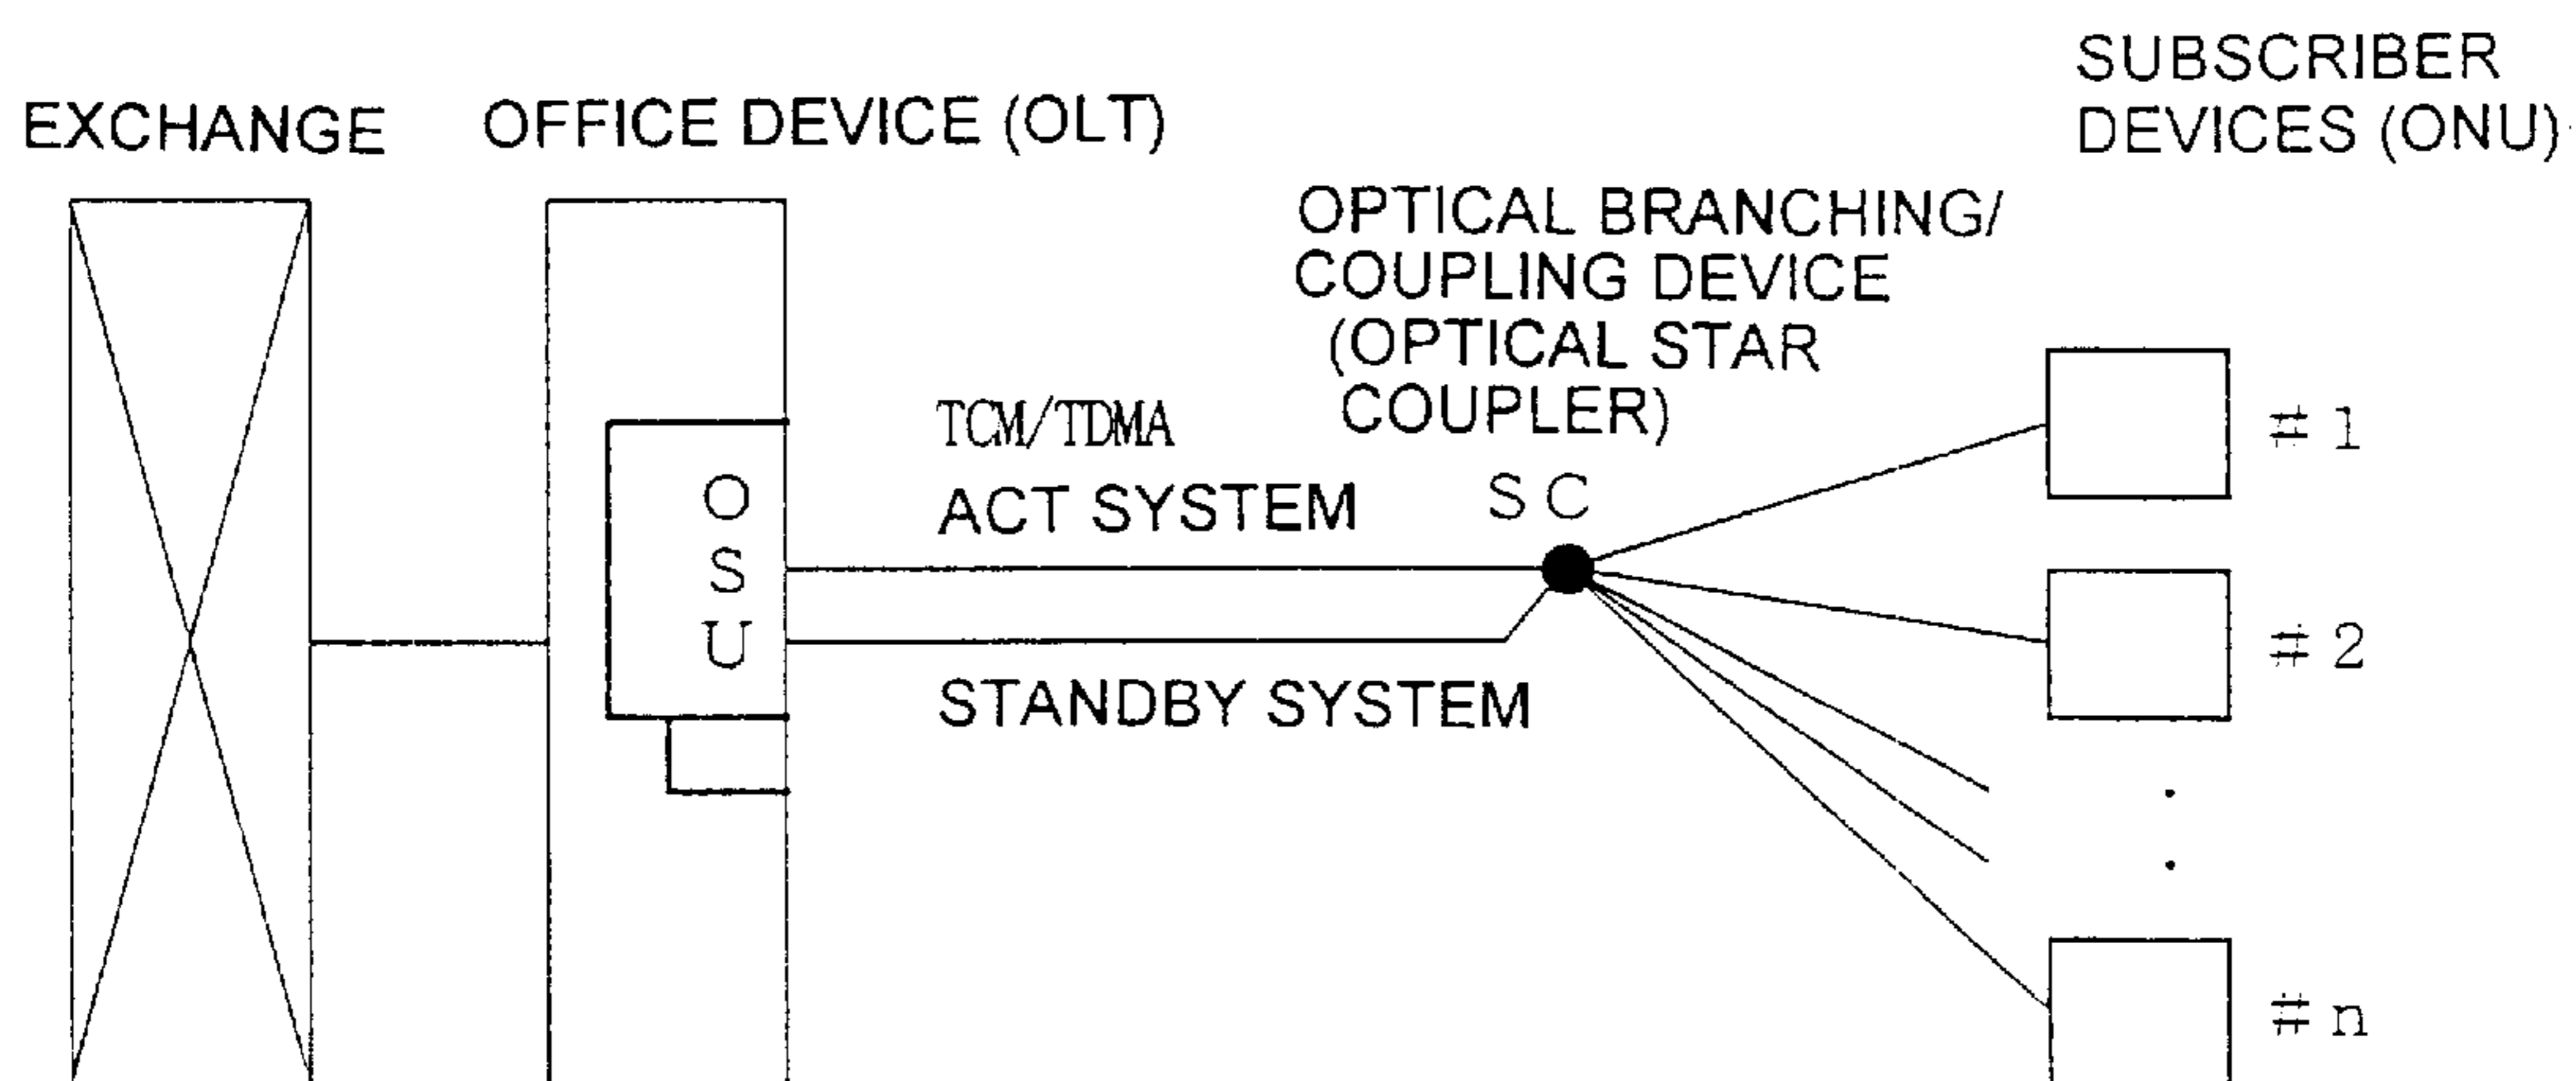 EXCHANGE
OFFICE DEVICE (OLT)
SUBSCRIBER
DEVICES (ONU)
OPTICAL BRANCHING/
COUPLING DEVICE
(OPTICAL STAR
COUPLER)
TCM/TDMA
ACT SYSTEM
SC
O
S
U
STANDBY SYSTEM
#1
#2
#n